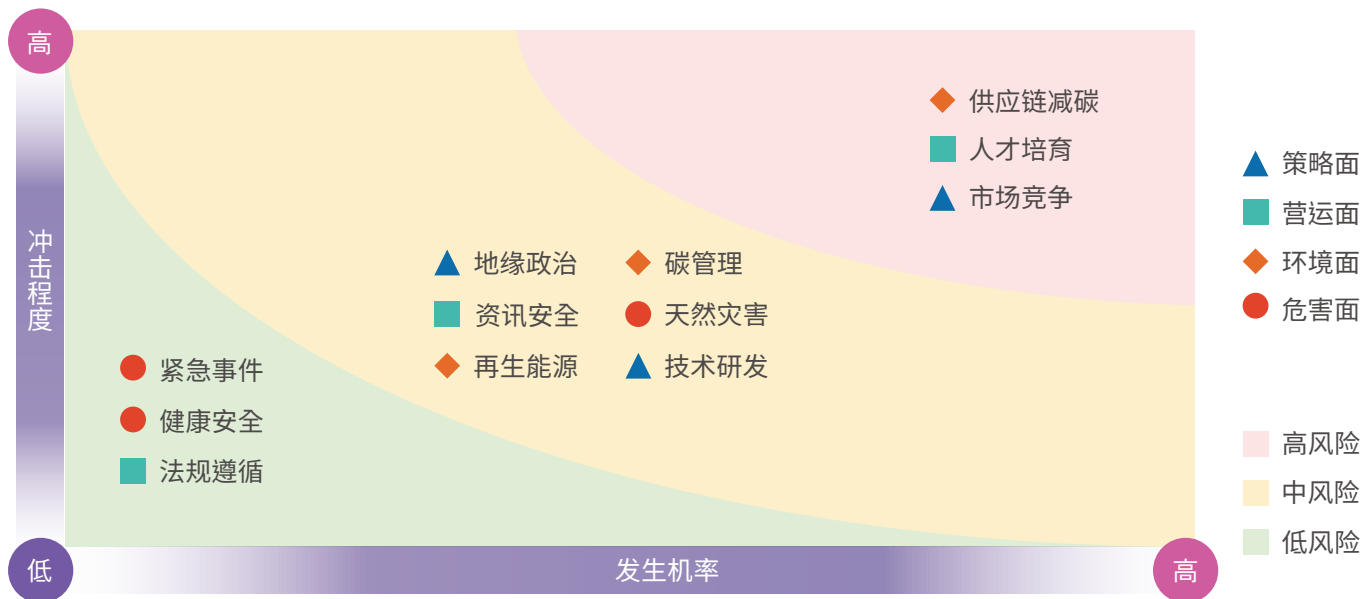 高
冲击程度
低
发生机率
高
供应链减碳
人才培育
市场竞争
地缘政治
资讯安全
再生能源
碳管理
天然灾害
技术研发
紧急事件
健康安全
法规遵循
策略面
营运面
环境面
危害面
高风险
中风险
低风险